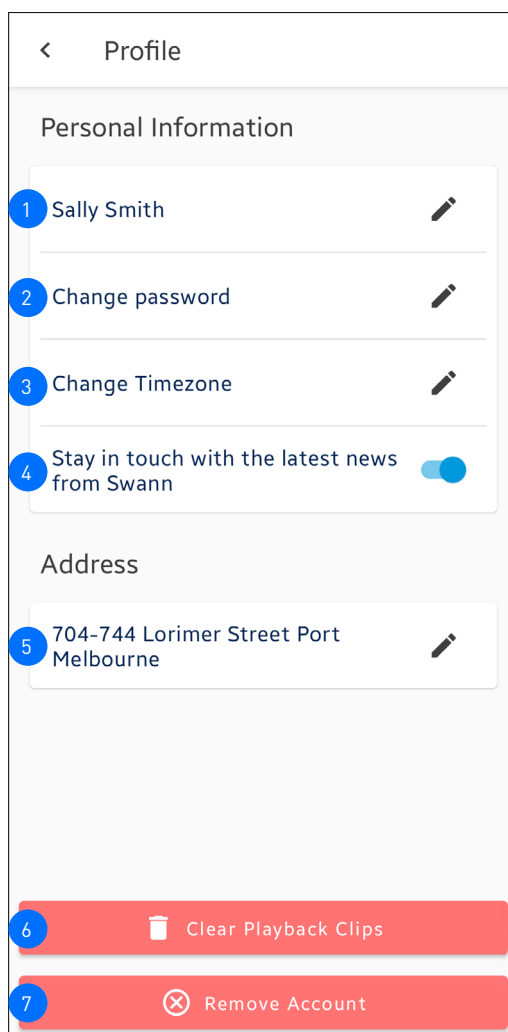 Profile
Personal Information
1 Sally Smith
2 Change password
3 Change Timezone
4 Stay in touch with the latest news
from Swann
Address
5 704-744 Lorimer Street Port
Melbourne
6 Clear Playback Clips
7 Remove Account